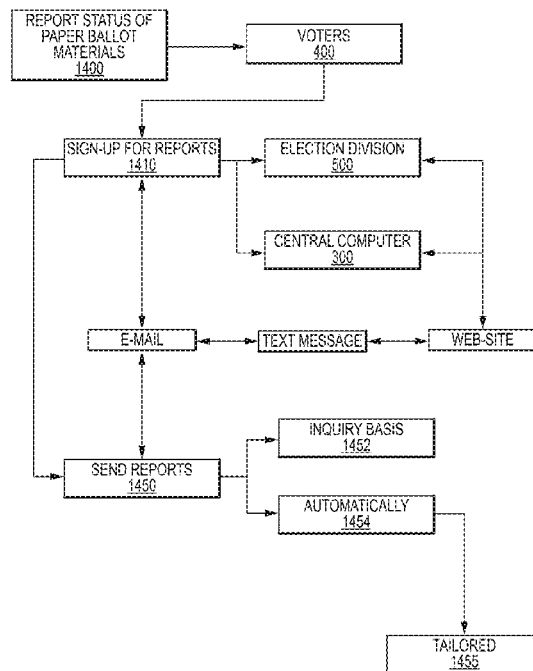 REPORT STATUS OF
PAPER BALLOT
MATERIALS
1400
VOTERS
400
SIGN-UP FOR REPORTS
1410
ELECTION DIVISION
500
CENTRAL COMPUTER
300
E-MAIL
TEXT MESSAGE
WEB-SITE
INQUIRY BASIS
1452
SEND REPORTS
1450
AUTOMATICALLY
1454
TAILORED
1455